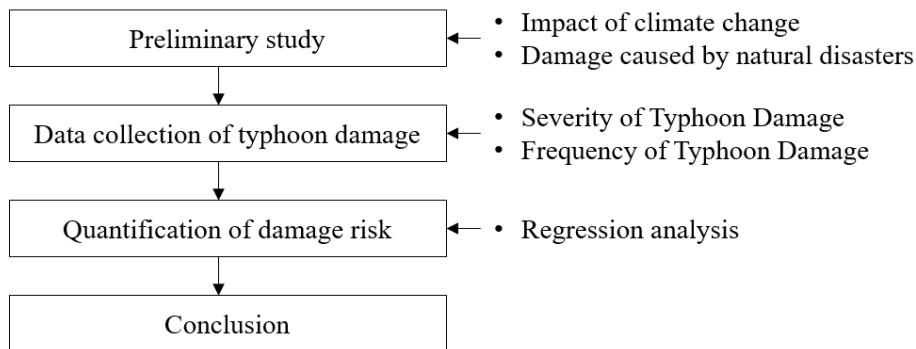 Preliminary study
• Impact of climate change
• Damage caused by natural disasters
Data collection of typhoon damage
• Severity of Typhoon Damage
• Frequency of Typhoon Damage
Quantification of damage risk
• Regression analysis
Conclusion